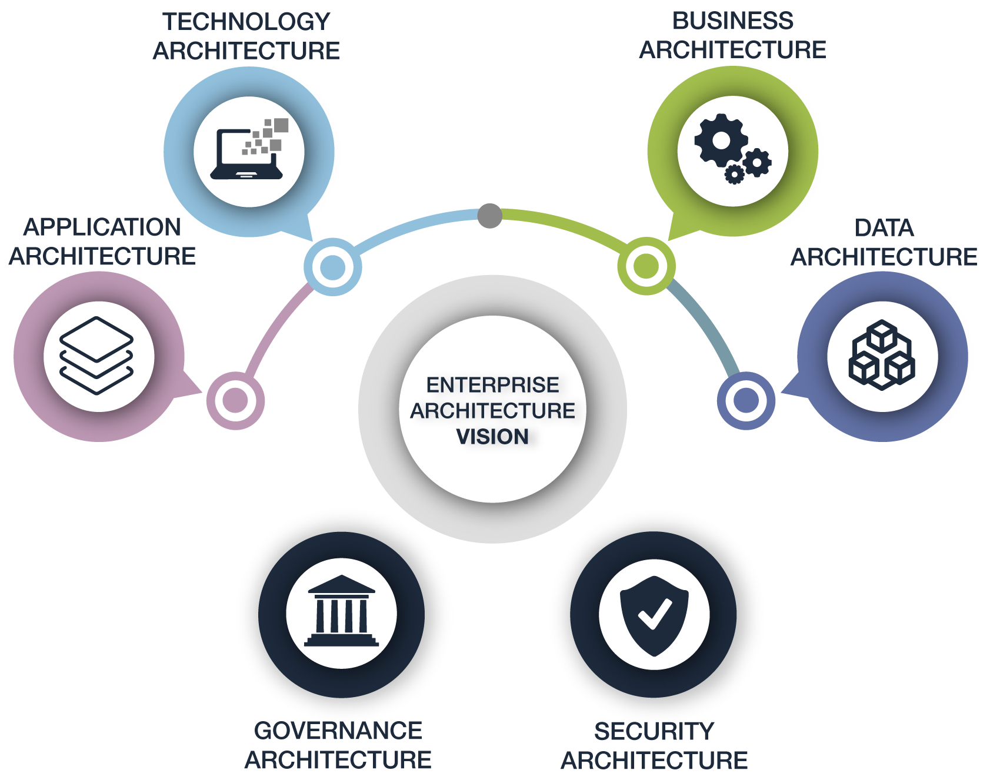 TECHNOLOGY
ARCHITECTURE
BUSINESS
ARCHITECTURE
APPLICATION
ARCHITECTURE
DATA
ARCHITECTURE
ENTERPRISE
ARCHITECTURE
VISION
GOVERNANCE
ARCHITECTURE
SECURITY
ARCHITECTURE